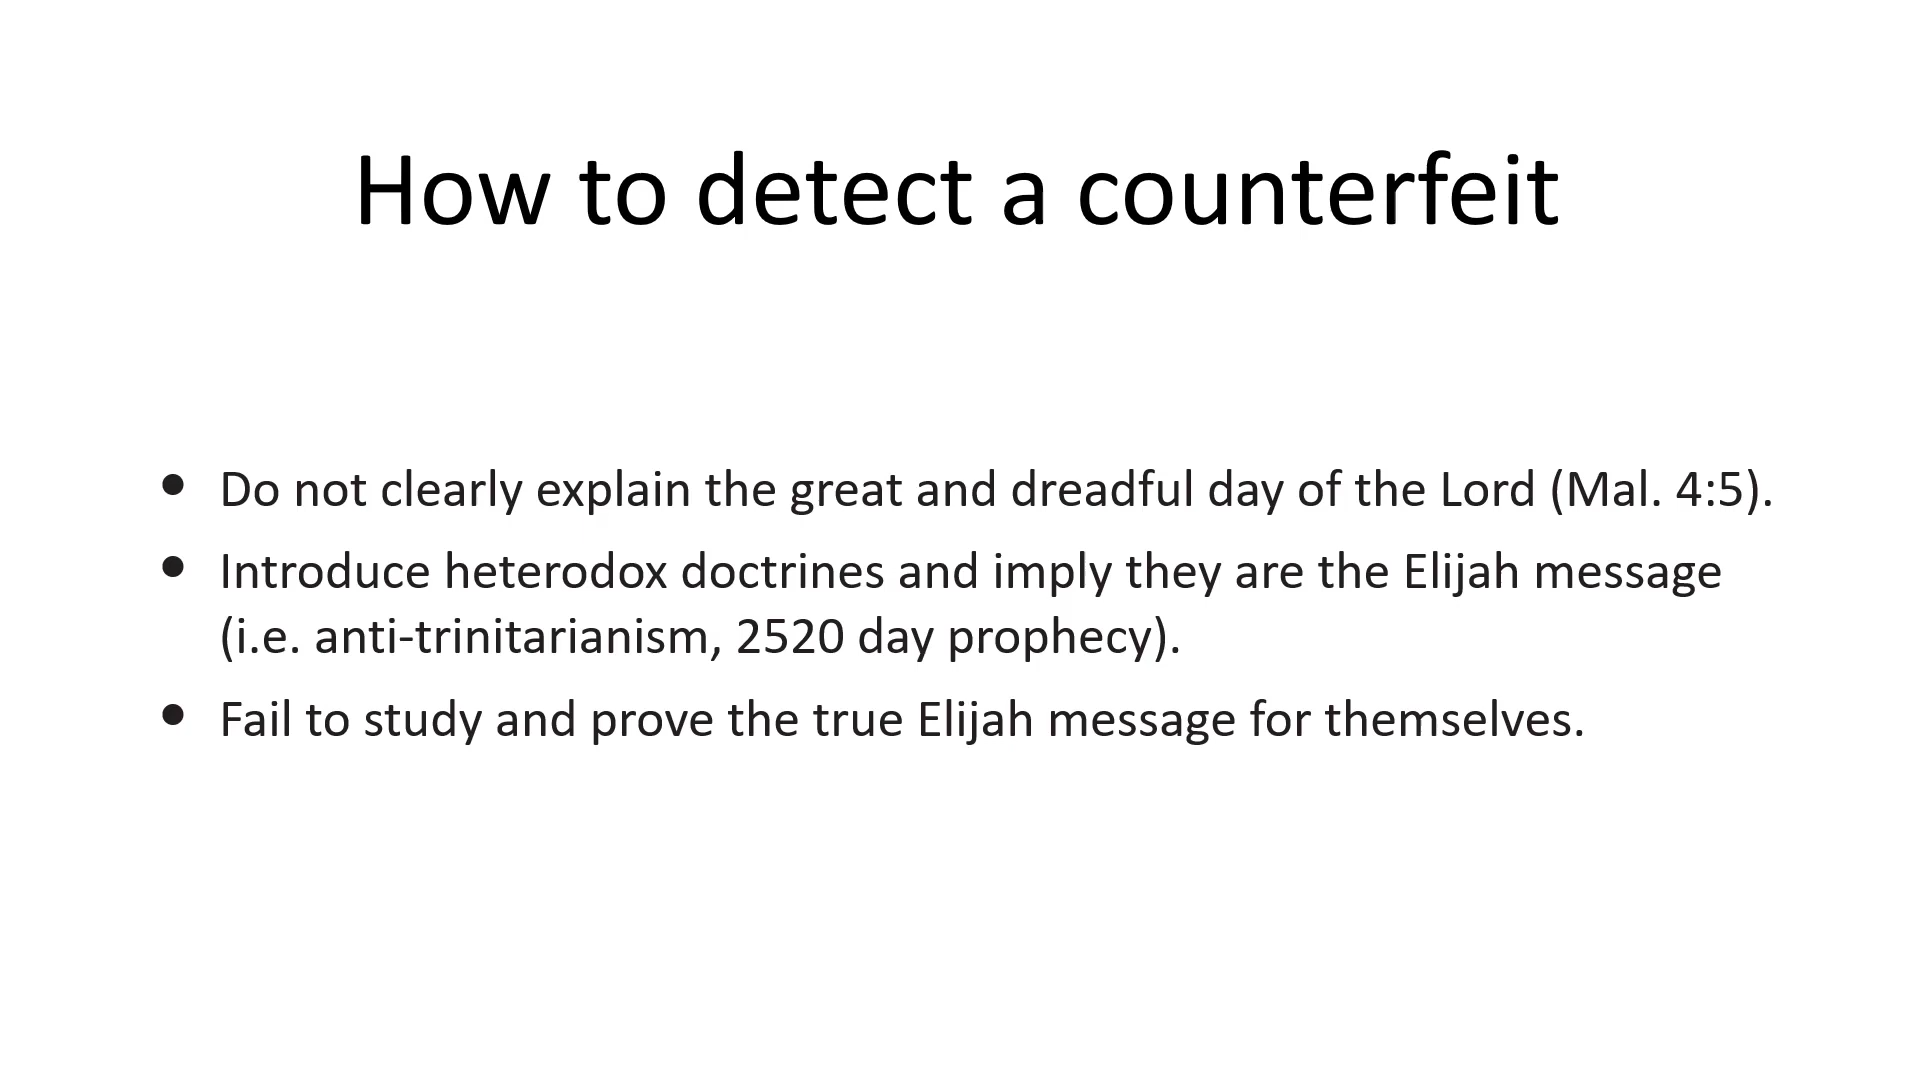 How to detect a counterfeit
• Do not clearly explain the great and dreadful day of the Lord (Mal. 4:5).
• Introduce heterodox doctrines and imply they are the Elijah message
(i.e. anti-trinitarianism, 2520 day prophecy).
• Fail to study and prove the true Elijah message for themselves.